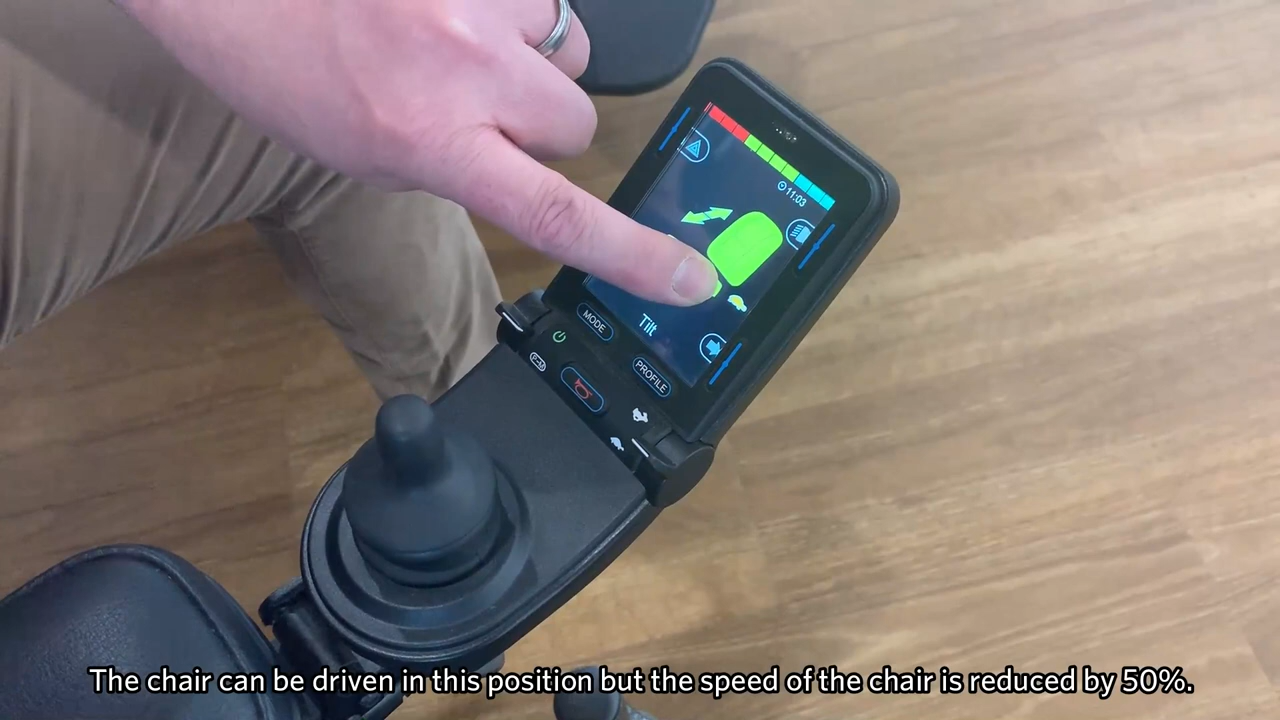 11:03
Tilt
MODE
PROFILE
The chair can be driven in this position but the speed of the chair is reduced by 50%.